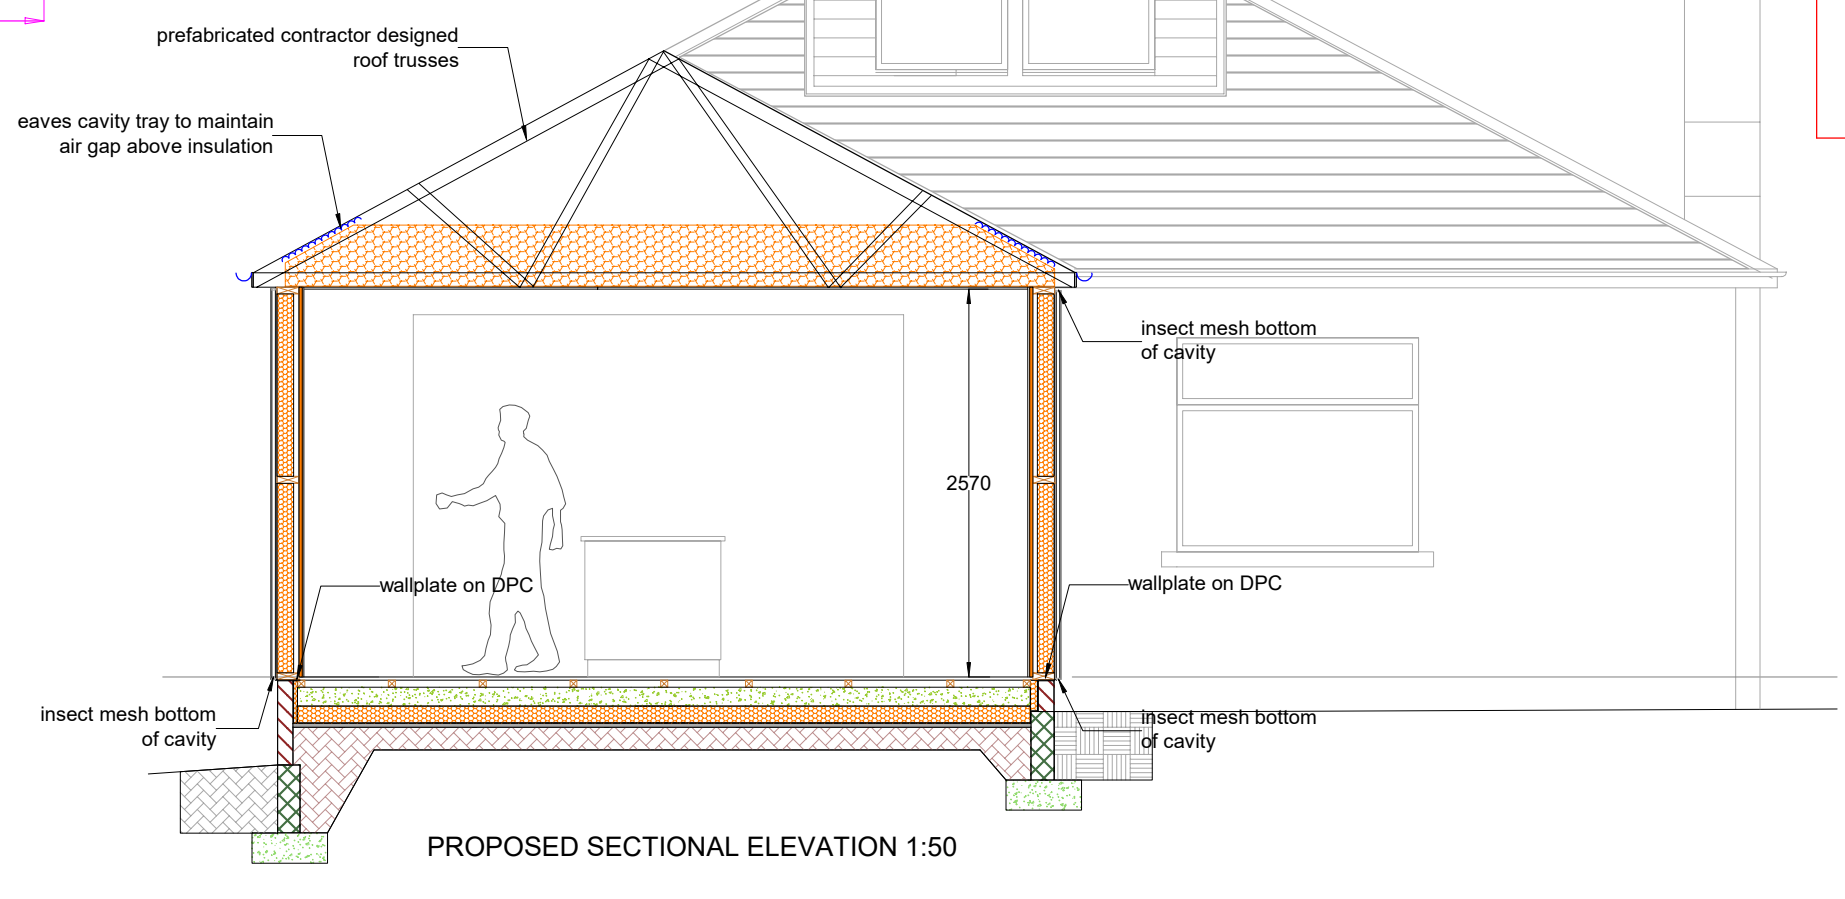 prefabricated contractor designed
roof trusses
eaves cavity tray to maintain
air gap above insulation
insect mesh bottom
of cavity
2570
wallplate on DPC
wallplate on DPC
insect mesh bottom
of cavity
insect mesh bottom
of cavity
PROPOSED SECTIONAL ELEVATION 1:50